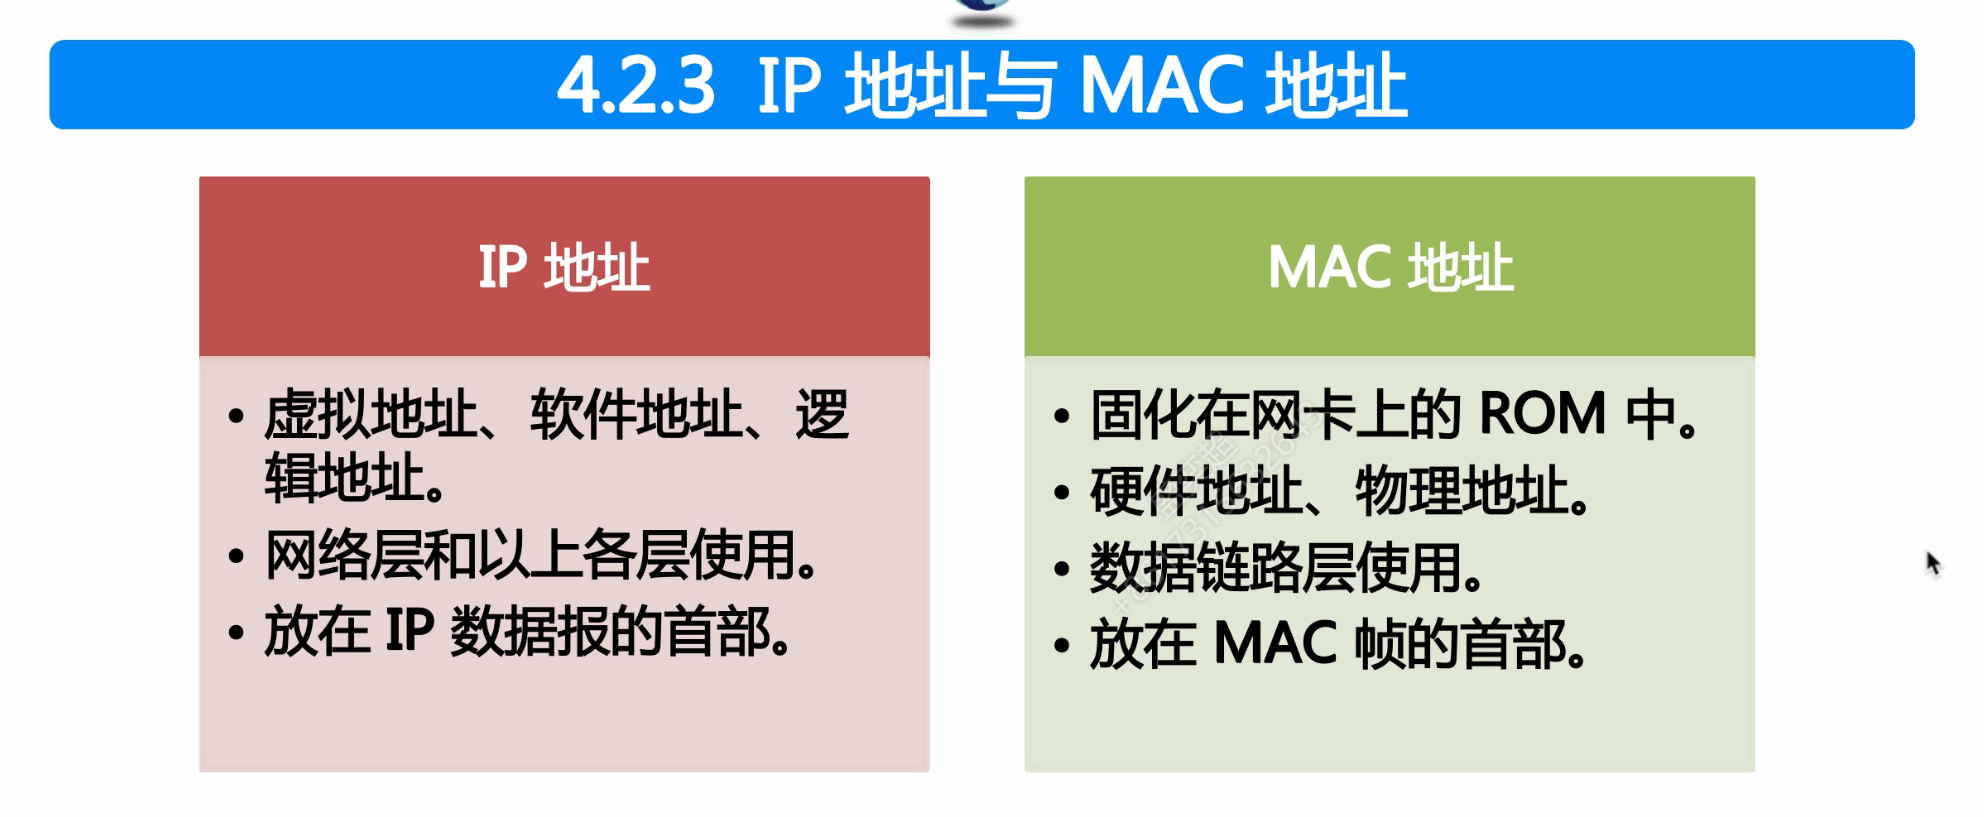 4.2.3 IP 地址与 MAC 地址
IP 地址
• 虚拟地址、软件地址、逻
辑地址。
• 网络层和以上各层使用。
• 放在 IP 数据报的首部。
MAC 地址
• 固化在网卡上的 ROM 中。
• 硬件地址、物理地址。
• 数据链路层使用。
• 放在 MAC 帧的首部。